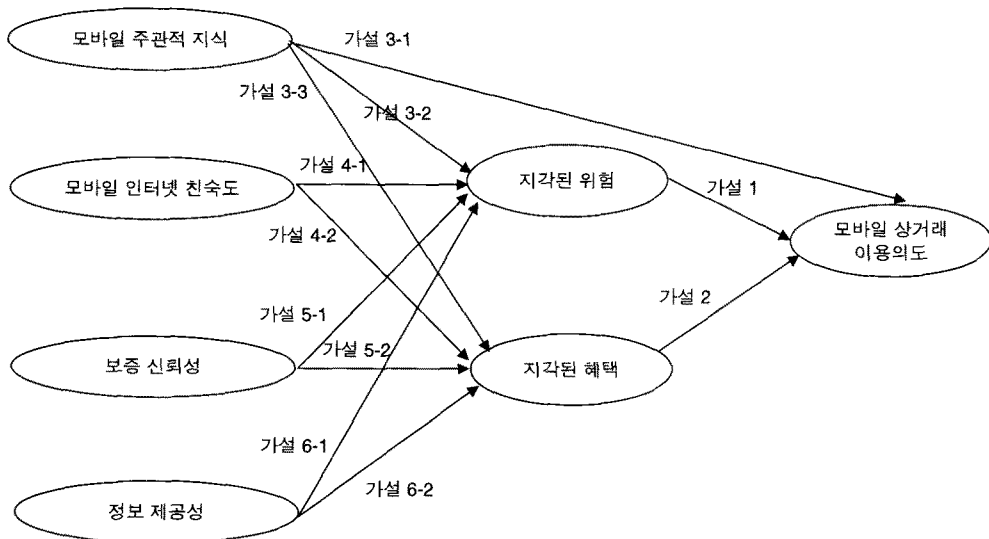 모바일 주관적 지식
가설 3-1
가설 3-3
가설 3-2
가설 4-1
모바일 인터넷 친숙도
지각된 위험
가설 1
가설 4-2
모바일 상거래
이용의도
가설 5-1
가설 2
가설 5-2
보증 신뢰성
지각된 혜택
가설 6-1
가설 6-2
정보 제공성